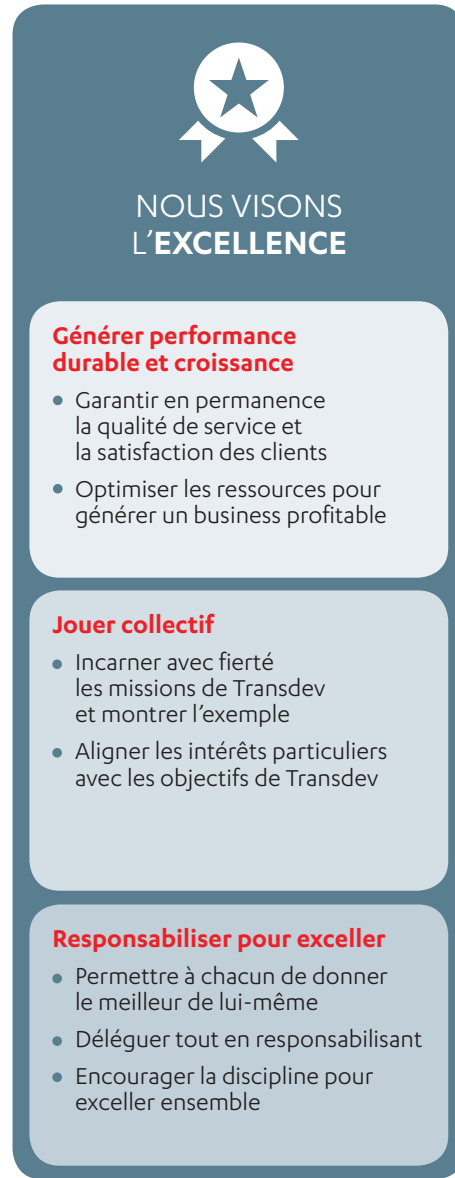 NOUS VISONS
L’EXCELLENCE
Générer performance
durable et croissance
• Garantir en permanence
la qualité de service et
la satisfaction des clients
• Optimiser les ressources pour
générer un business profitable
Jouer collectif
• Incarner avec fierté
les missions de Transdev
et montrer l’exemple
• Aligner les intérêts particuliers
avec les objectifs de Transdev
Responsabiliser pour exceller
• Permettre à chacun de donner
le meilleur de lui-même
• Déléguer tout en responsabilisant
• Encourager la discipline pour
exceller ensemble